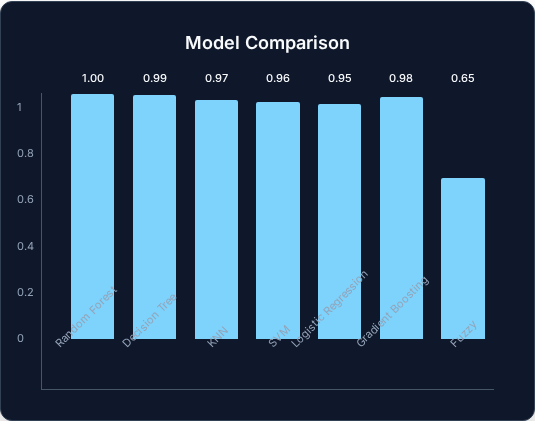 Model Comparison
1.00 0.99 0.97 0.96 0.95 0.98 0.65
1
0.8
0.6
0.4
0.2
0
Random Forest
Decision Tree
KNN
SVM
Logistic Regression
Gradient Boosting
Fuzzy